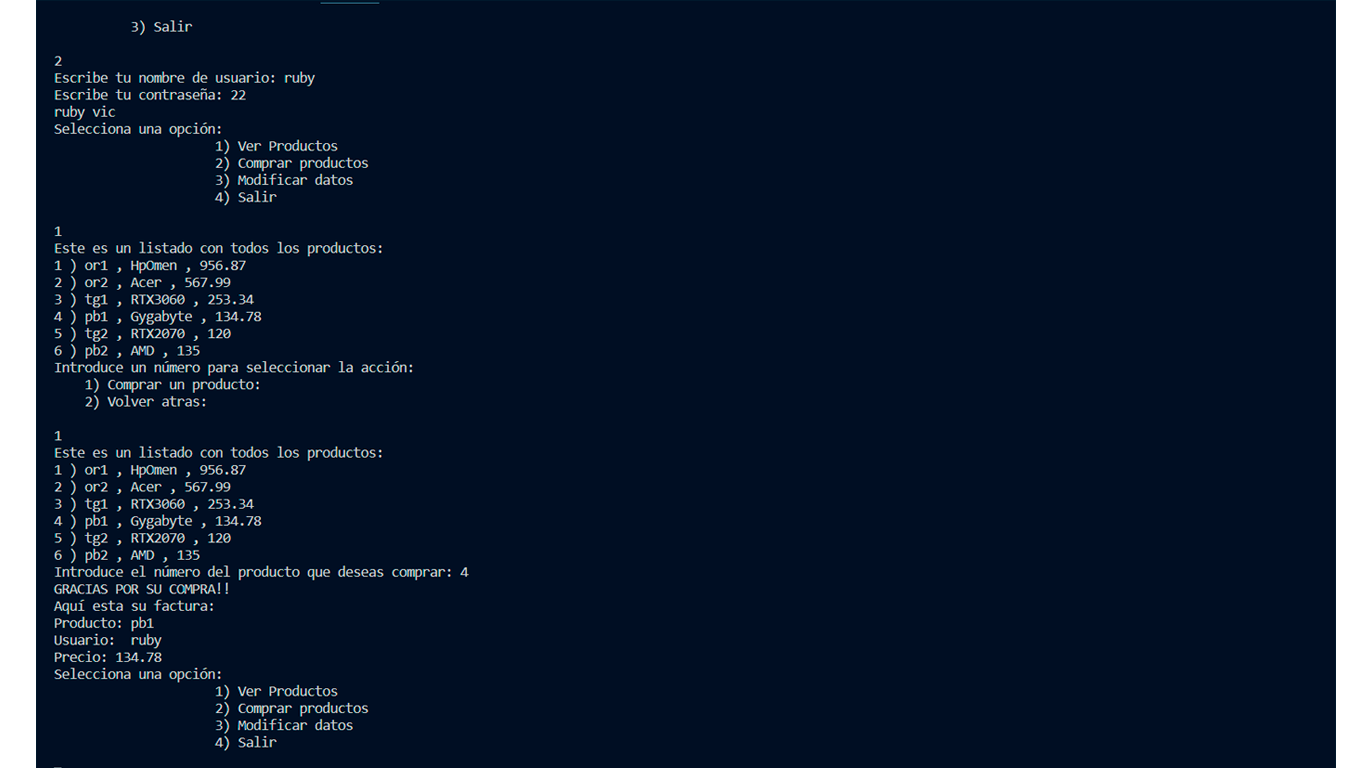 3) Salir
2
Escribe tu nombre de usuario: ruby
Escribe tu contraseña: 22
ruby vic
Selecciona una opción:
1) Ver Productos
2) Comprar productos
3) Modificar datos
4) Salir
1
Este es un listado con todos los productos:
1 ) or1 , HpOmen , 956.87
2 ) or2 , Acer , 567.99
3 ) tg1 , RTX3060 , 253.34
4 ) pb1 , Gygabyte , 134.78
5 ) tg2 , RTX2070 , 120
6 ) pb2 , AMD , 135
Introduce un número para seleccionar la acción:
1) Comprar un producto:
2) Volver atras:
1
Este es un listado con todos los productos:
1 ) or1 , HpOmen , 956.87
2 ) or2 , Acer , 567.99
3 ) tg1 , RTX3060 , 253.34
4 ) pb1 , Gygabyte , 134.78
5 ) tg2 , RTX2070 , 120
6 ) pb2 , AMD , 135
Introduce el número del producto que deseas comprar: 4
GRACIAS POR SU COMPRA!!
Aquí esta su factura:
Producto: pb1
Usuario:  ruby
Precio: 134.78
Selecciona una opción:
1) Ver Productos
2) Comprar productos
3) Modificar datos
4) Salir